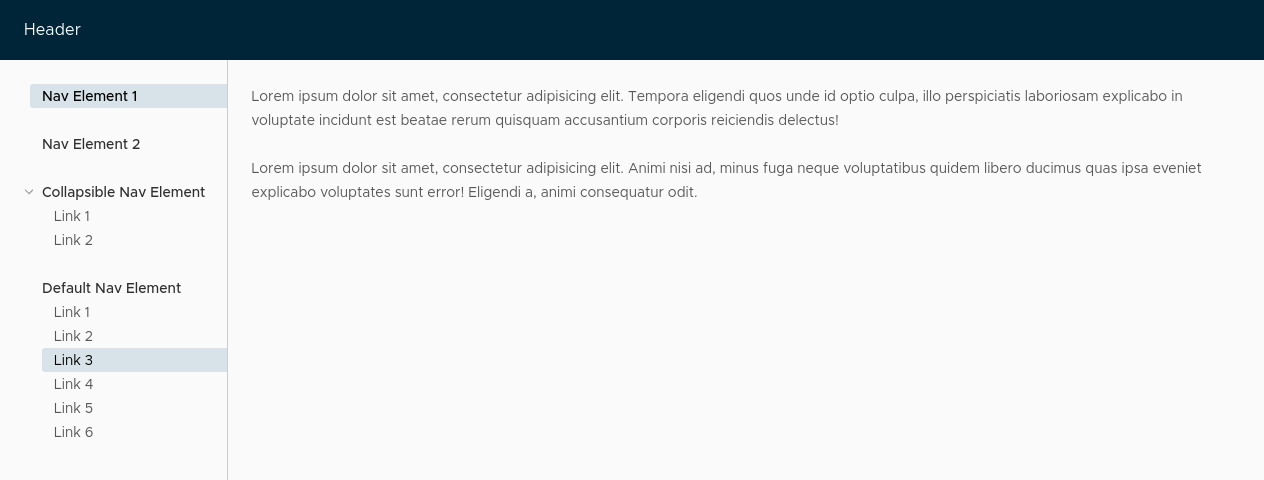 Header
Nav Element 1
Nav Element 2
Collapsible Nav Element
Link 1
Link 2
Default Nav Element
Link 1
Link 2
Link 3
Link 4
Link 5
Link 6
Lorem ipsum dolor sit amet, consectetur adipisicing elit. Tempora eligendi quos unde id optio culpa, illo perspiciatis laboriosam explicabo in
voluptate incidunt est beatae rerum quisquam accusantium corporis reiciendis delectus!
Lorem ipsum dolor sit amet, consectetur adipisicing elit. Animi nisi ad, minus fuga neque voluptatibus quidem libero ducimus quas ipsa eveniet
explicabo voluptates sunt error! Eligendi a, animi consequatur odit.